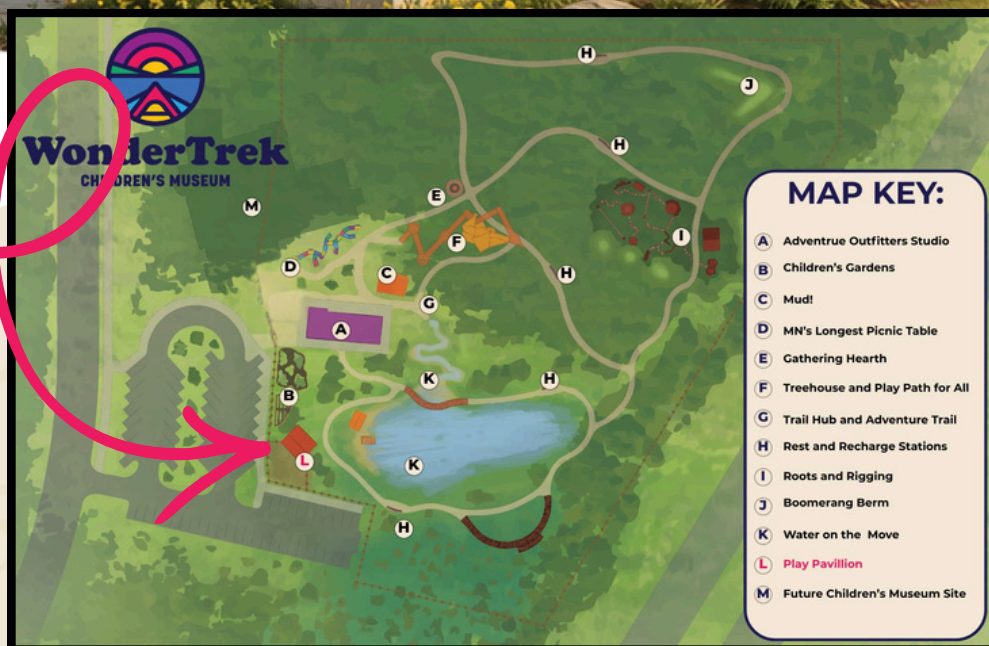 WonderTrek
CHILDREN'S MUSEUM
MAP KEY:
A Adventrue Outfitters Studio
B Children's Gardens
C Mud!
D MN's Longest Picnic Table
E Gathering Hearth
F Treehouse and Play Path for All
G Trail Hub and Adventure Trail
H Rest and Recharge Stations
I Roots and Rigging
J Boomerang Berm
K Water on the Move
L Play Pavillion
M Future Children's Museum Site
H
J
H
E
M
F
I
D
C
H
G
A
K
H
B
L
K
H